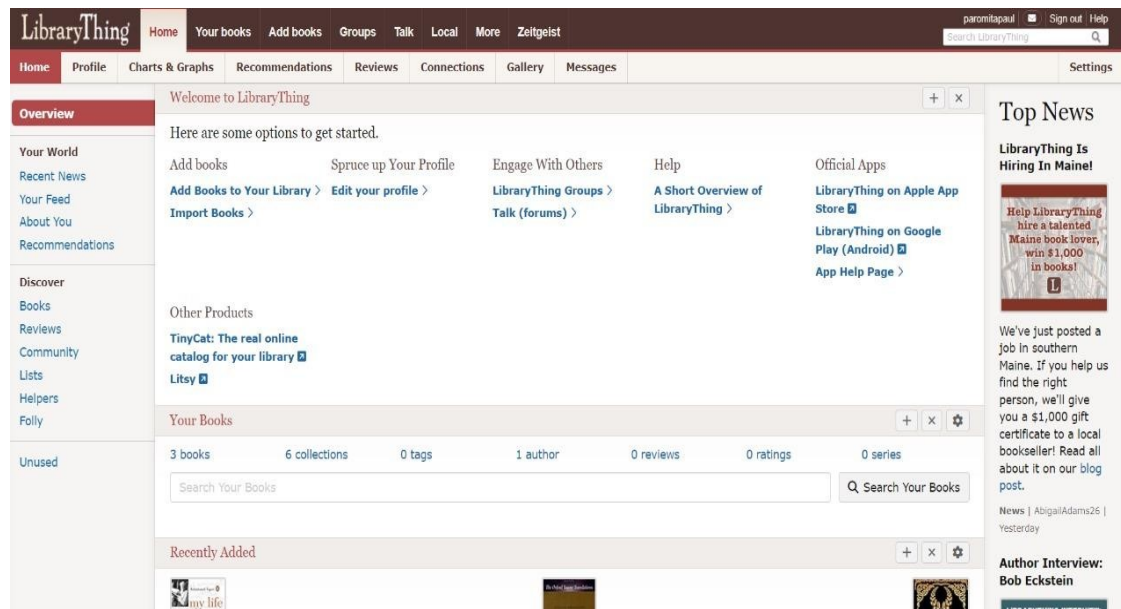 LibraryThing
Home Your books Add books Groups Talk Local More Zeitgeist
paromitapaul Sign out Help
Search LibraryThing
Home Profile Charts & Graphs Recommendations Reviews Connections Gallery Messages Settings
Overview
Your World
Recent News
Your Feed
About You
Recommendations
Discover
Books
Reviews
Community
Lists
Helpers
Folly
Unused
Welcome to LibraryThing
Here are some options to get started.
Add books
Add Books to Your Library >
Import Books >
Spruce up Your Profile
Edit your profile >
Engage With Others
LibraryThing Groups >
Talk (forums) >
Help
A Short Overview of
LibraryThing >
Official Apps
LibraryThing on Apple App
Store
LibraryThing on Google
Play (Android)
App Help Page >
Other Products
TinyCat: The real online
catalog for your library
Litsy
Your Books
3 books 6 collections 0 tags 1 author 0 reviews 0 ratings 0 series
Search Your Books
Search Your Books
Recently Added
my life
Top News
LibraryThing Is
Hiring In Maine!
Help LibraryThing
hire a talented
Maine book lover,
win $1,000
in books!
L
We've just posted a
job in southern
Maine. If you help us
find the right
person, we'll give
you a $1,000 gift
certificate to a local
bookseller! Read all
about it on our blog
post.
News | AbigailAdams26 |
Yesterday
Author Interview:
Bob Eckstein